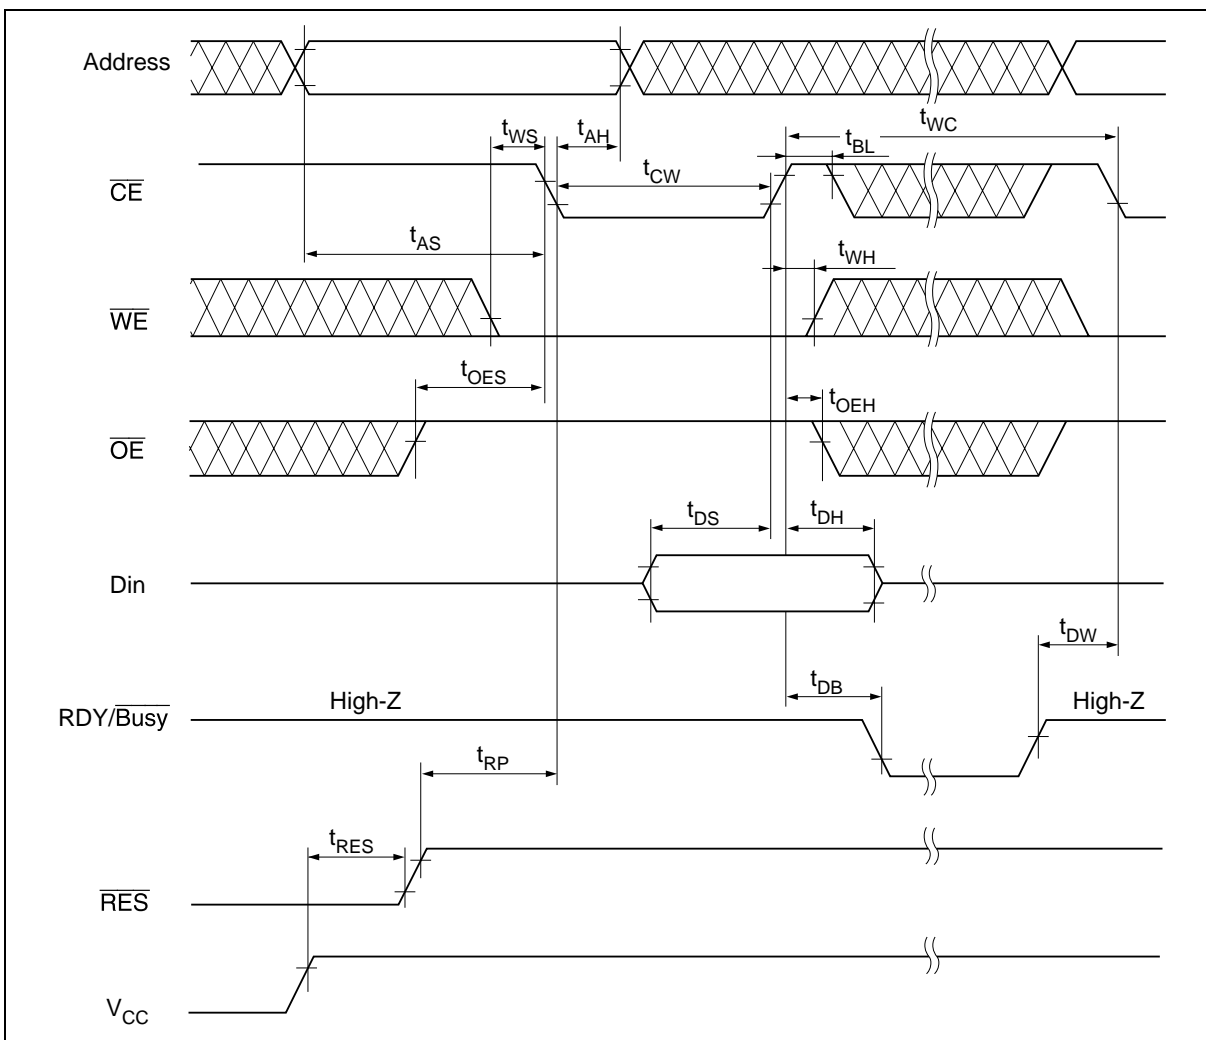 Address
tWS
tAH
tWC
tBL
CE
tCW
tAS
tWH
WE
tOES
tOEH
OE
tDS
tDH
Din
tDW
tDB
RDY/Busy
High-Z
High-Z
tRP
tRES
RES
VCC